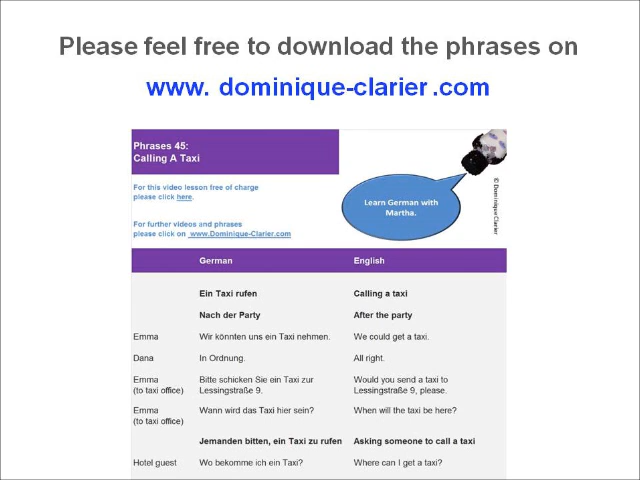 Please feel free to download the phrases on
www. dominique-clarier .com
Phrases 45:
Calling A Taxi
For this video lesson free of charge
please click here.
For further videos and phrases
please click on www.Dominique-Clarier.com
Learn German with
Martha.
© Dominique Clarier
German English
Ein Taxi rufen Calling a taxi
Nach der Party After the party
Emma Wir könnten uns ein Taxi nehmen. We could get a taxi.
Dana In Ordnung. All right.
Emma Bitte schicken Sie ein Taxi zur Would you send a taxi to
(to taxi office) Lessingstraße 9. Lessingstraße 9, please.
Emma Wann wird das Taxi hier sein? When will the taxi be here?
(to taxi office)
Jemanden bitten, ein Taxi zu rufen Asking someone to call a taxi
Hotel guest Wo bekomme ich ein Taxi? Where can I get a taxi?